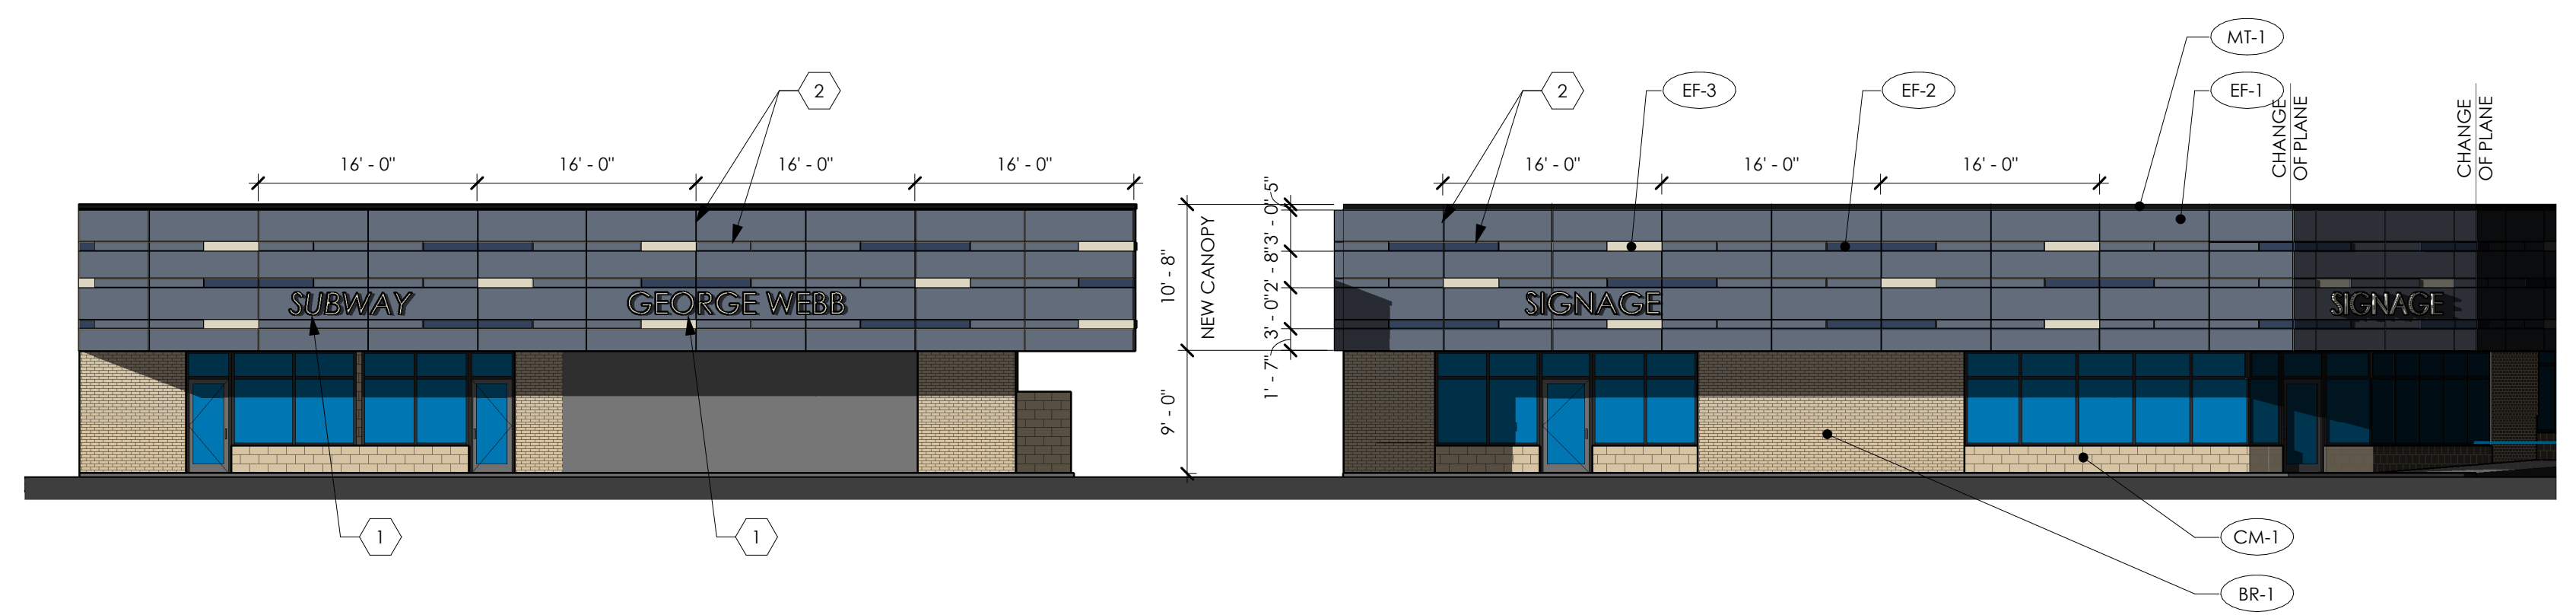 MT-1
2
2
EF-3
EF-2
EF-1
CHANGE
OF PLANE
CHANGE
OF PLANE
16' - 0"
16' - 0"
16' - 0"
16' - 0"
16' - 0"
16' - 0"
16' - 0"
5"
3' - 0"
2' - 8"
3' - 0"
1' - 7"
10' - 8"
NEW CANOPY
9' - 0"
SUBWAY
GEORGE WEBB
SIGNAGE
SIGNAGE
1
1
CM-1
BR-1